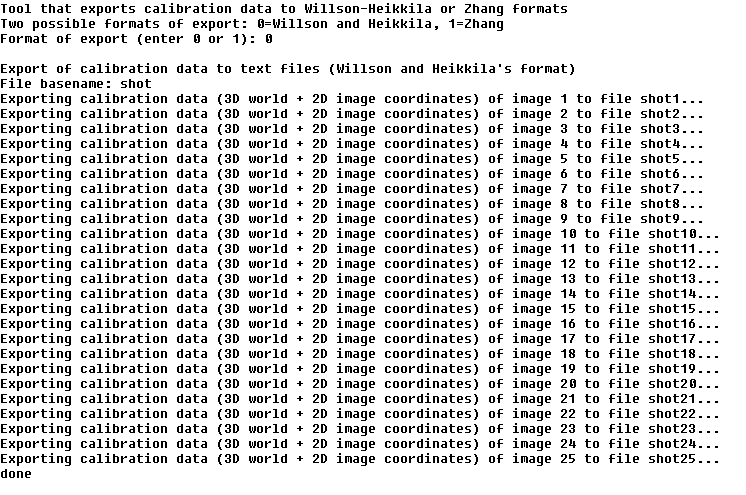 Tool that exports calibration data to Willson-Heikkila or Zhang formats
Two possible formats of export: 0=Willson and Heikkila, 1=Zhang
Format of export (enter 0 or 1): 0
Export of calibration data to text files (Willson and Heikkila's format)
File basename: shot
Exporting calibration data (3D world + 2D image coordinates) of image 1 to file shot1...
Exporting calibration data (3D world + 2D image coordinates) of image 2 to file shot2...
Exporting calibration data (3D world + 2D image coordinates) of image 3 to file shot3...
Exporting calibration data (3D world + 2D image coordinates) of image 4 to file shot4...
Exporting calibration data (3D world + 2D image coordinates) of image 5 to file shot5...
Exporting calibration data (3D world + 2D image coordinates) of image 6 to file shot6...
Exporting calibration data (3D world + 2D image coordinates) of image 7 to file shot7...
Exporting calibration data (3D world + 2D image coordinates) of image 8 to file shot8...
Exporting calibration data (3D world + 2D image coordinates) of image 9 to file shot9...
Exporting calibration data (3D world + 2D image coordinates) of image 10 to file shot10...
Exporting calibration data (3D world + 2D image coordinates) of image 11 to file shot11...
Exporting calibration data (3D world + 2D image coordinates) of image 12 to file shot12...
Exporting calibration data (3D world + 2D image coordinates) of image 13 to file shot13...
Exporting calibration data (3D world + 2D image coordinates) of image 14 to file shot14...
Exporting calibration data (3D world + 2D image coordinates) of image 15 to file shot15...
Exporting calibration data (3D world + 2D image coordinates) of image 16 to file shot16...
Exporting calibration data (3D world + 2D image coordinates) of image 17 to file shot17...
Exporting calibration data (3D world + 2D image coordinates) of image 18 to file shot18...
Exporting calibration data (3D world + 2D image coordinates) of image 19 to file shot19...
Exporting calibration data (3D world + 2D image coordinates) of image 20 to file shot20...
Exporting calibration data (3D world + 2D image coordinates) of image 21 to file shot21...
Exporting calibration data (3D world + 2D image coordinates) of image 22 to file shot22...
Exporting calibration data (3D world + 2D image coordinates) of image 23 to file shot23...
Exporting calibration data (3D world + 2D image coordinates) of image 24 to file shot24...
Exporting calibration data (3D world + 2D image coordinates) of image 25 to file shot25...
done